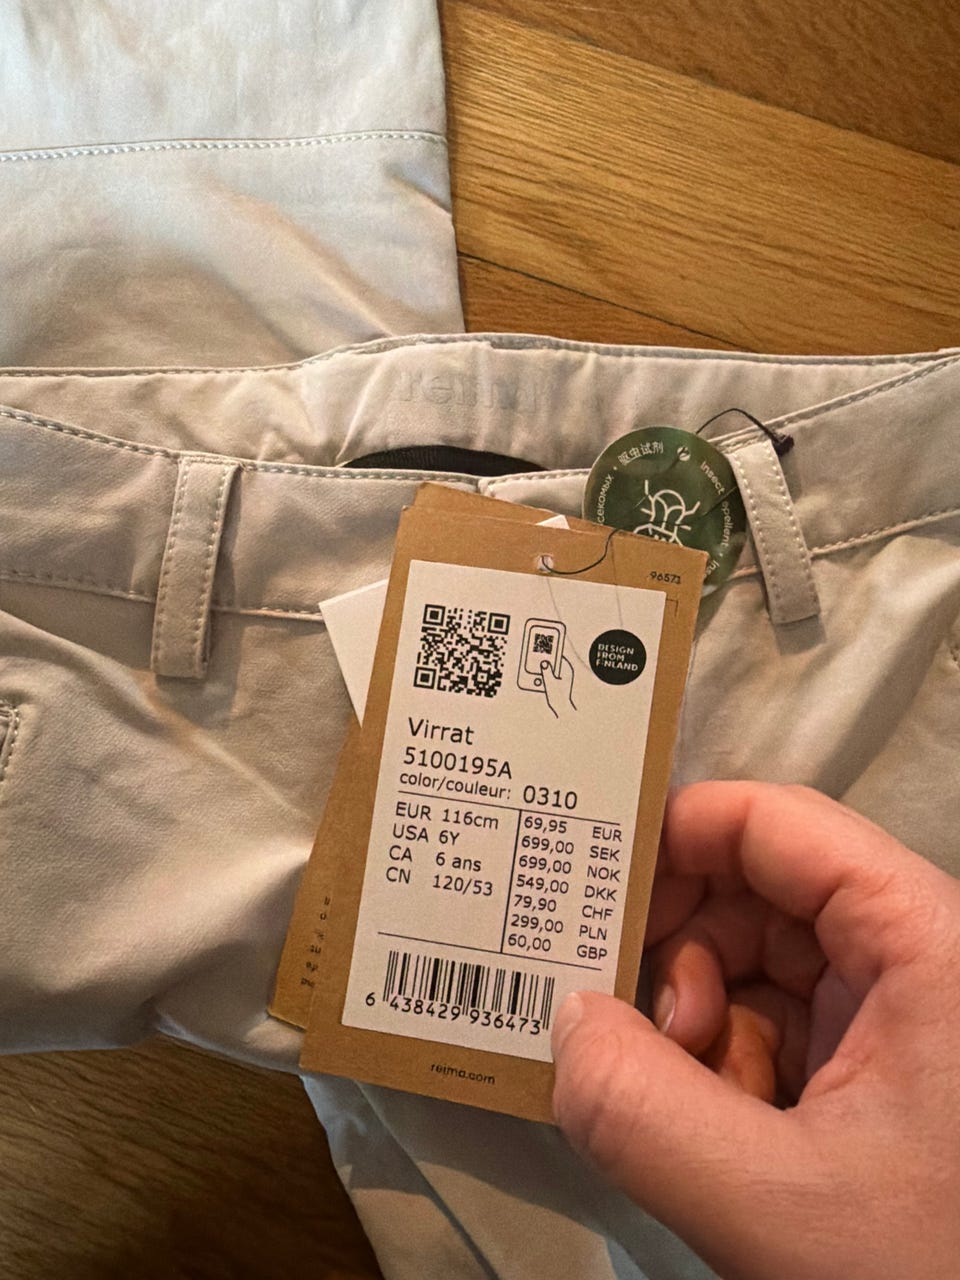 reima
驱虫试剂
Insect
repellent
96571
DESIGN
FROM
FINLAND
Virrat
5100195A
color/couleur: 0310
EUR 116cm
USA 6Y
CA 6 ans
CN 120/53
69,95 EUR
699,00 SEK
699,00 NOK
549,00 DKK
79,90 CHF
299,00 PLN
60,00 GBP
6 438429 936473
reima.com